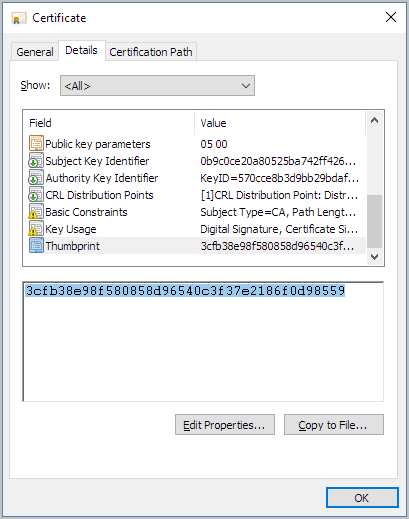 Certificate
General Details Certification Path
Show: <All>
Field Value
Public key parameters 05 00
Subject Key Identifier 0b9c0ce20a80525ba742ff426...
Authority Key Identifier KeyID=570cce8b3d9bb29bdaf...
CRL Distribution Points [1]CRL Distribution Point: Distr...
Basic Constraints Subject Type=CA, Path Lengt...
Key Usage Digital Signature, Certificate Si...
Thumbprint 3cfb38e98f580858d96540c3f...
3cfb38e98f580858d96540c3f37e2186f0d98559
Edit Properties... Copy to File...
OK